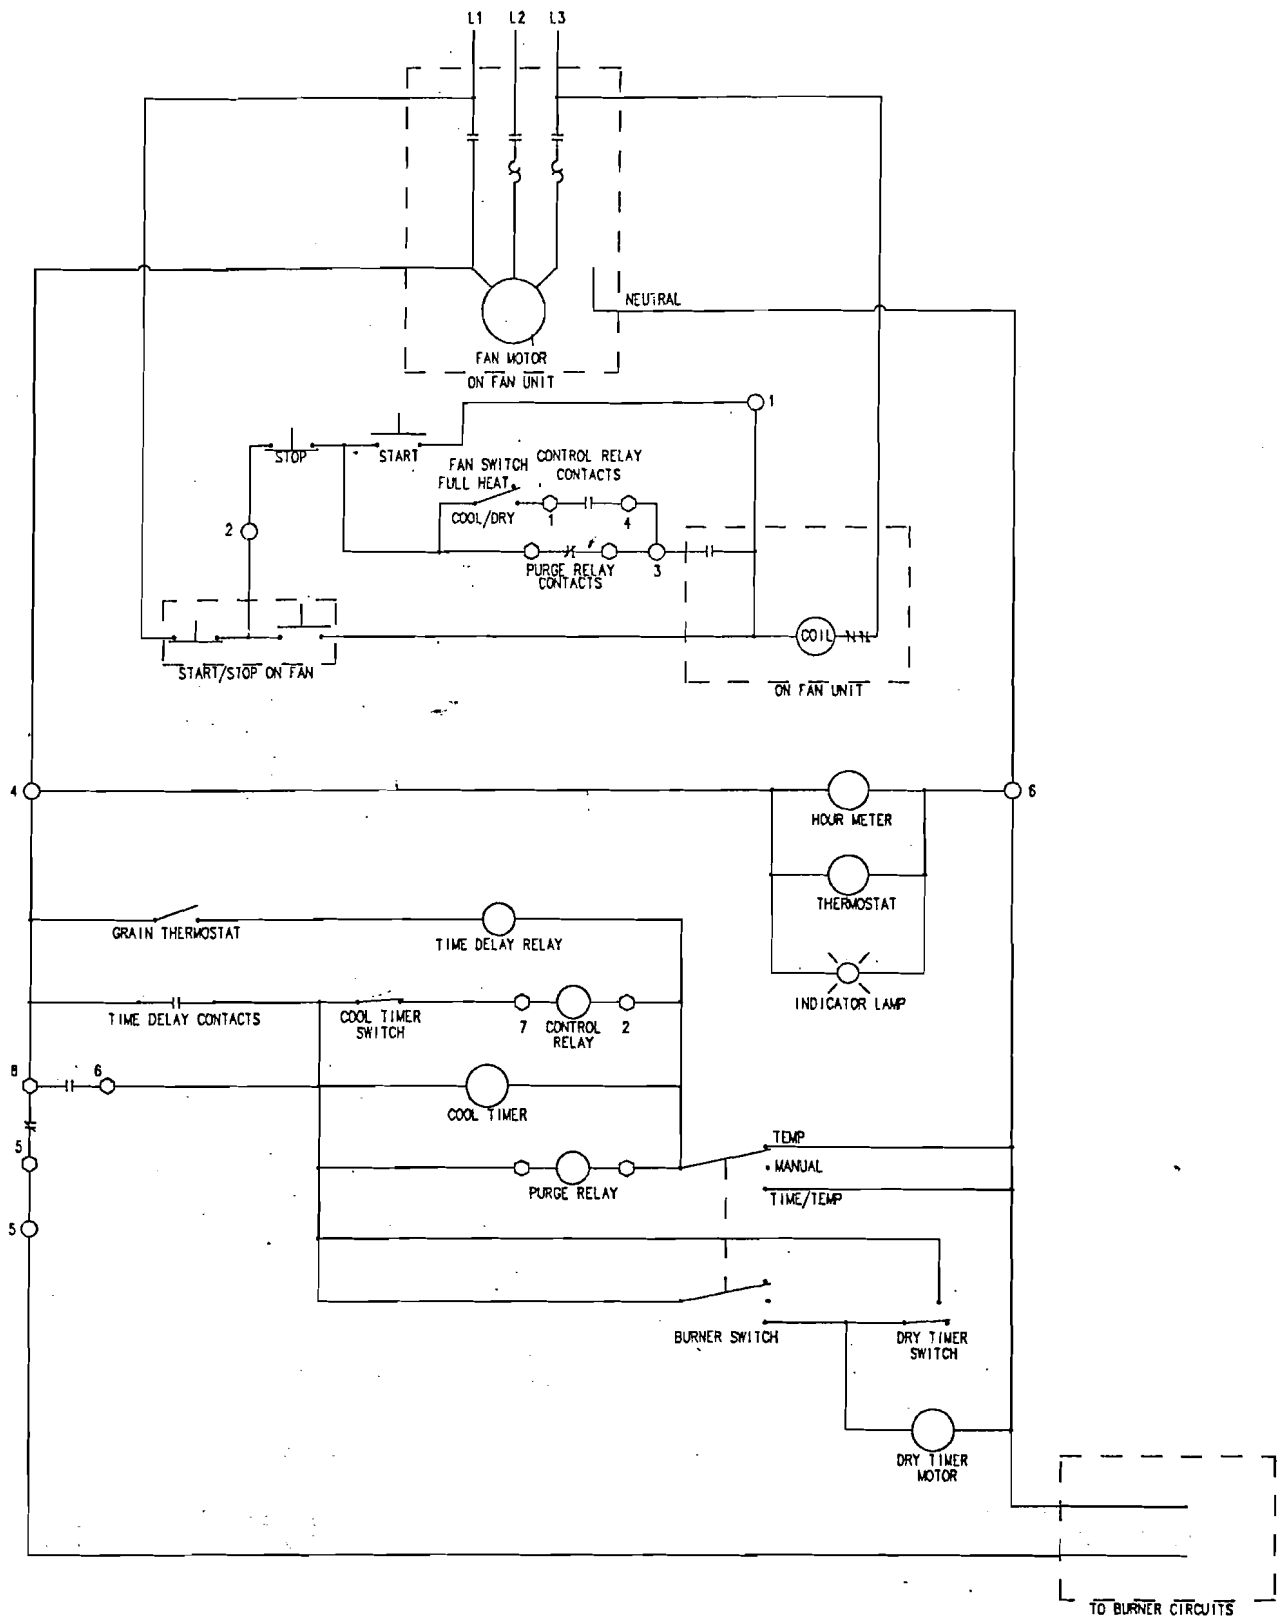 L1 L2 L3
NEUTRAL
FAN MOTOR
ON FAN UNIT
1
STOP
START
FAN SWITCH
FULL HEAT
COOL/DRY
CONTROL RELAY
CONTACTS
1
4
2
PURGE RELAY
CONTACTS
3
START/STOP ON FAN
COIL
ON FAN UNIT
4
6
HOUR METER
THERMOSTAT
GRAIN THERMOSTAT
TIME DELAY RELAY
INDICATOR LAMP
TIME DELAY CONTACTS
COOL TIMER
SWITCH
7
CONTROL
RELAY
2
8
6
COOL TIMER
5
TEMP
MANUAL
TIME/TEMP
PURGE RELAY
5
BURNER SWITCH
DRY TIMER
SWITCH
DRY TIMER
MOTOR
TO BURNER CIRCUITS